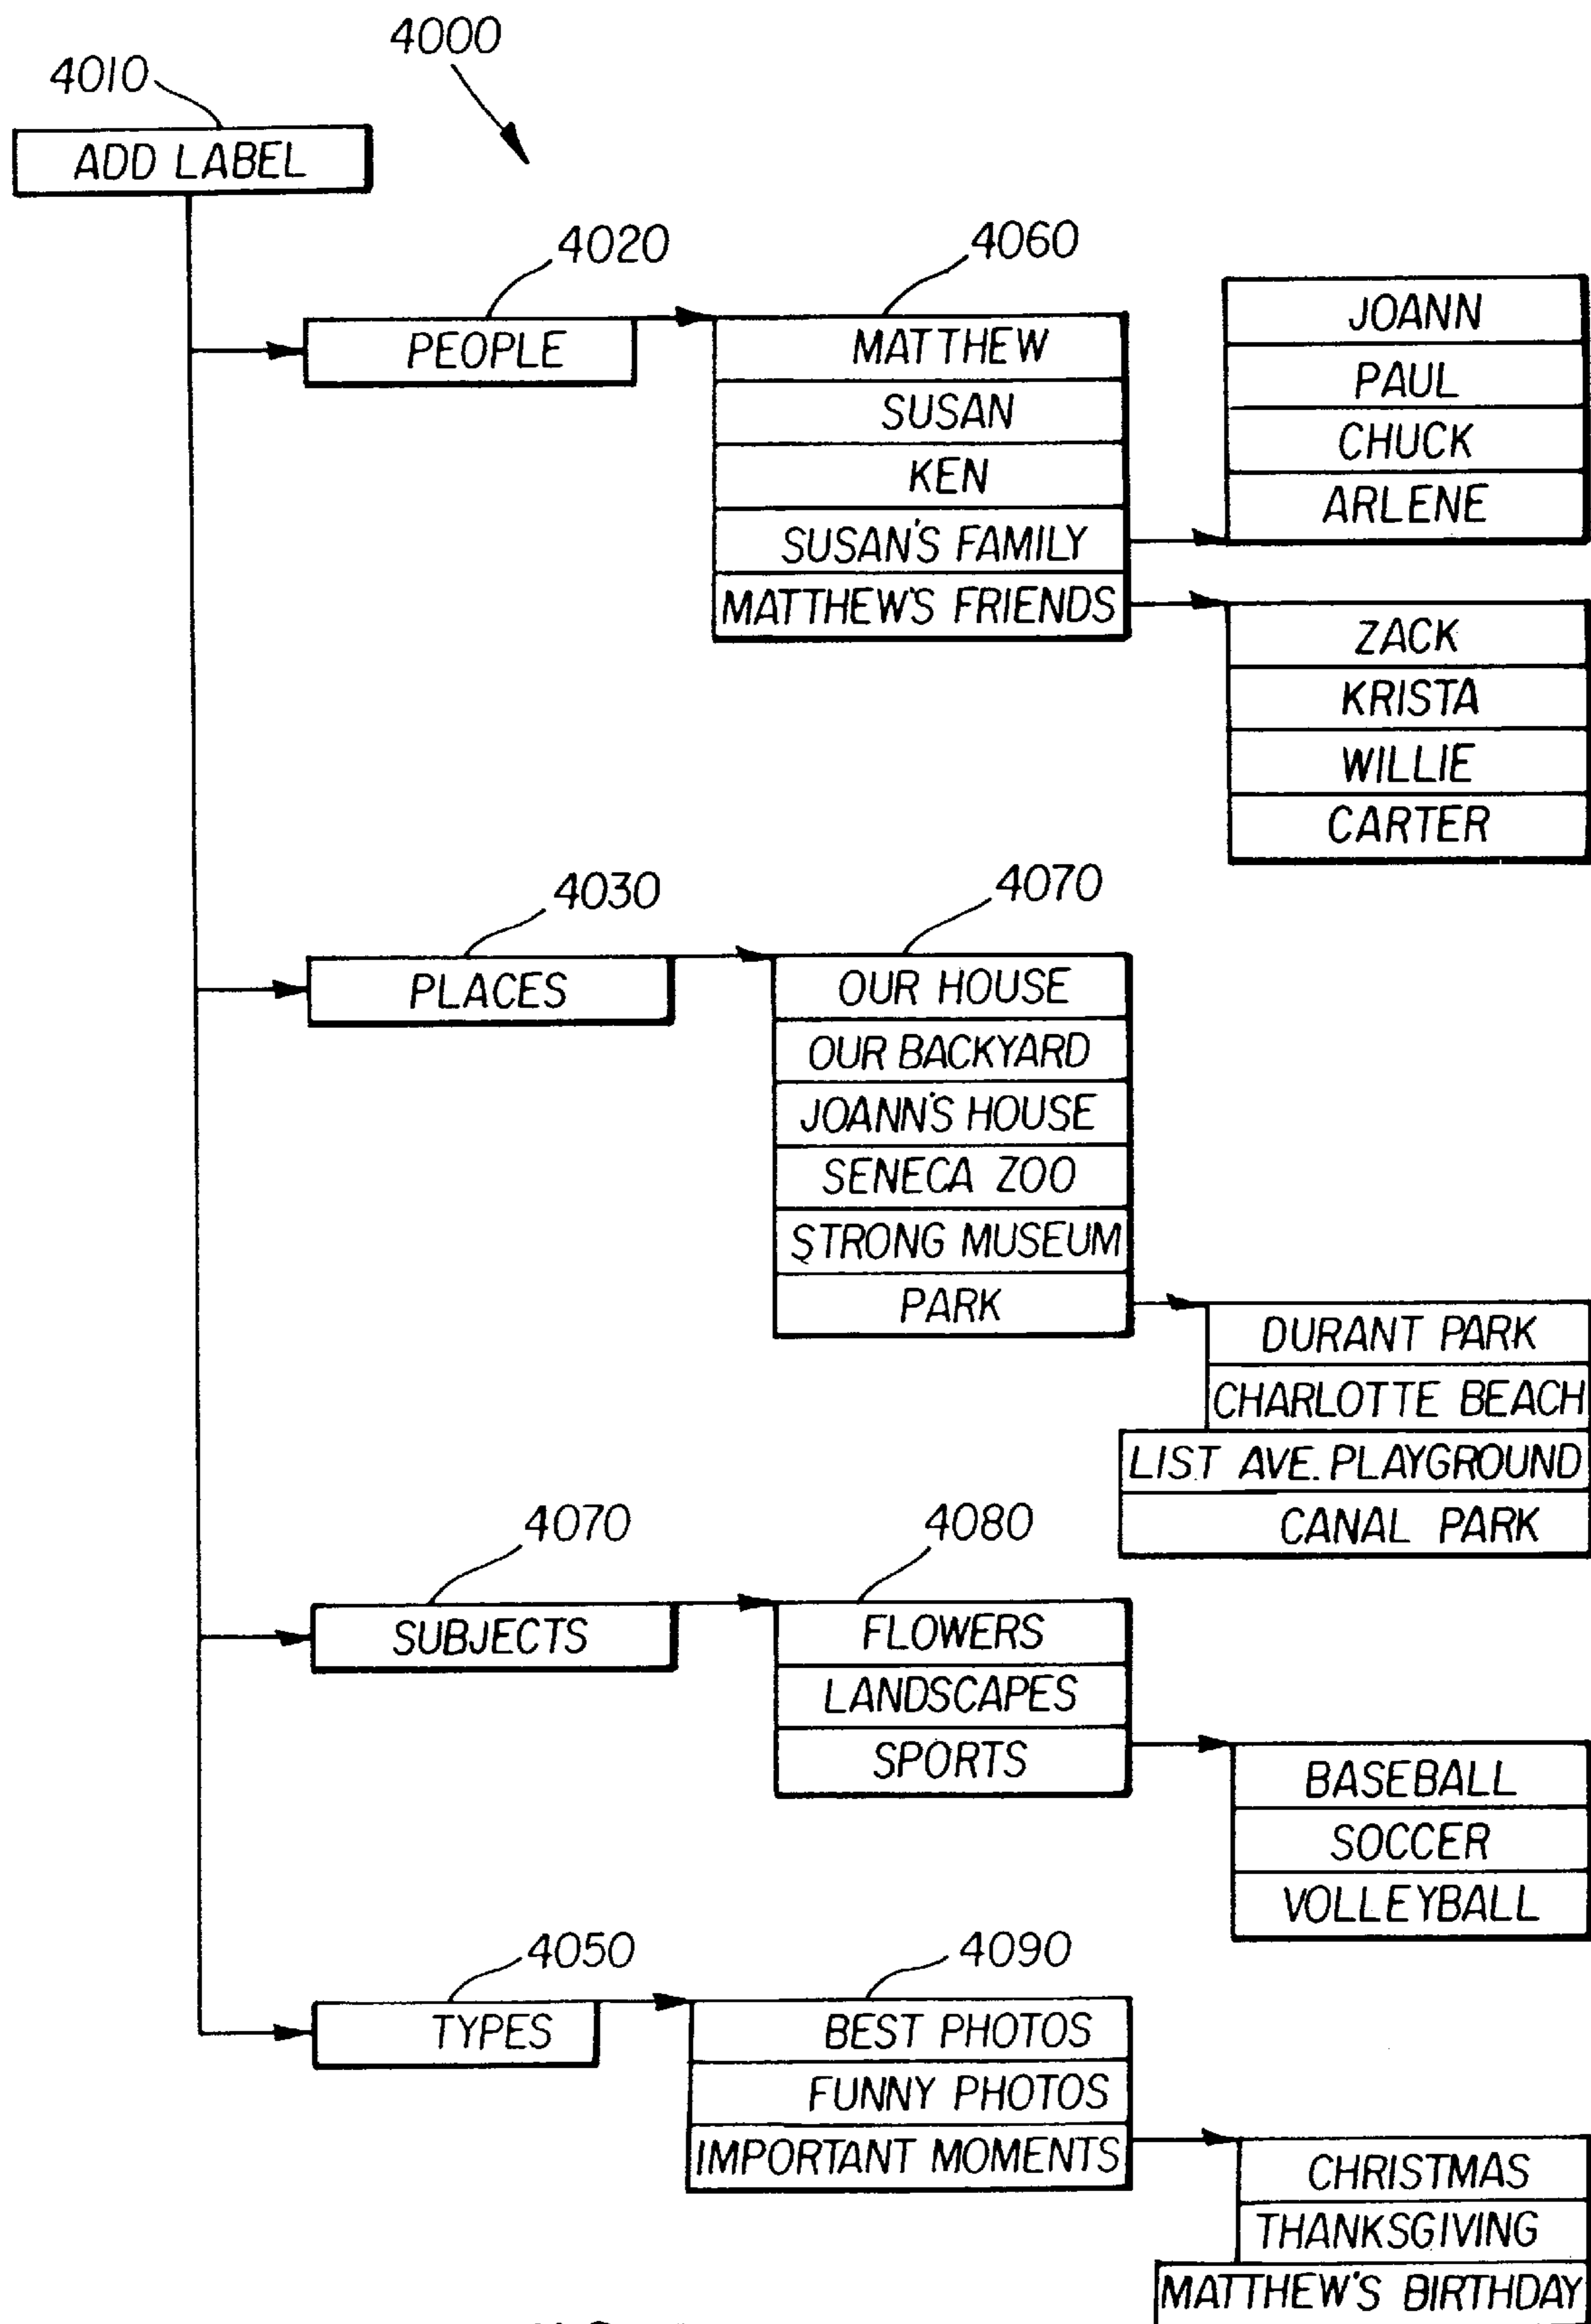 4000
4010
ADD LABEL
4020
4060
PEOPLE
MATTHEW
SUSAN
KEN
SUSAN'S FAMILY
MATTHEW'S FRIENDS
JOANN
PAUL
CHUCK
ARLENE
ZACK
KRISTA
WILLIE
CARTER
4030
4070
PLACES
OUR HOUSE
OUR BACKYARD
JOANN'S HOUSE
SENECA ZOO
STRONG MUSEUM
PARK
DURANT PARK
CHARLOTTE BEACH
LIST AVE. PLAYGROUND
CANAL PARK
4070
4080
SUBJECTS
FLOWERS
LANDSCAPES
SPORTS
BASEBALL
SOCCER
VOLLEYBALL
4050
4090
TYPES
BEST PHOTOS
FUNNY PHOTOS
IMPORTANT MOMENTS
CHRISTMAS
THANKSGIVING
MATTHEW'S BIRTHDAY